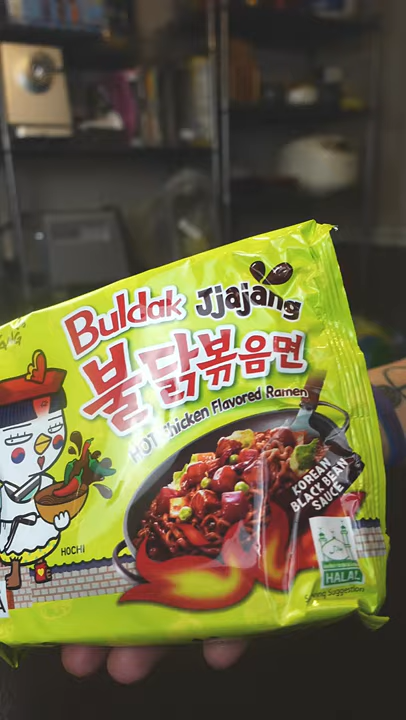 Buldak Jjajang
불닭볶음면
HOT Chicken Flavored Ramen
KOREAN
BLACK BEAN
SAUCE
HOCHI
HALAL
Serving Suggestion